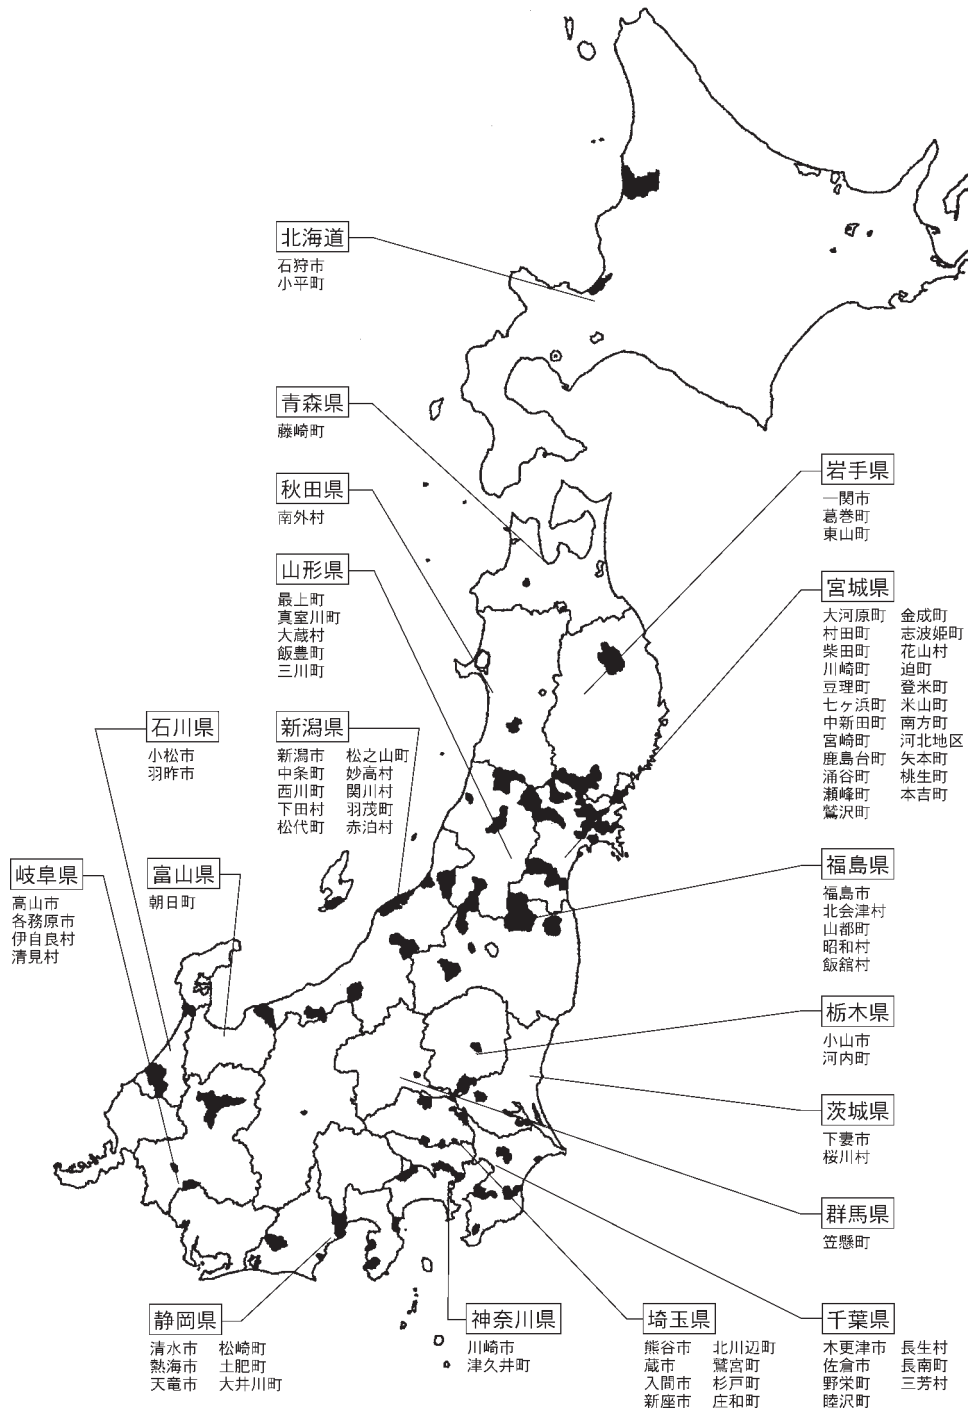 北海道
石狩市
小平町
青森県
藤崎町
秋田県
南外村
山形県
最上町
真室川町
大蔵村
飯豊町
三川町
岩手県
一関市
葛巻町
東山町
宮城県
大河原町 金成町
村田町 志波姫町
柴田町 花山村
川崎町 迫町
亘理町 登米町
七ヶ浜町 米山町
中新田町 南方町
宮崎町 河北地区
鹿島台町 矢本町
涌谷町 桃生町
瀬峰町 本吉町
鶯沢町
石川県
小松市
羽咋市
新潟県
新潟市 松之山町
中条町 妙高村
西川町 関川村
下田村 羽茂町
松代町 赤泊村
岐阜県
高山市
各務原市
伊自良村
清見村
富山県
朝日町
福島県
福島市
北会津村
山都町
昭和村
飯舘村
栃木県
小山市
河内町
茨城県
下妻市
桜川村
群馬県
笠懸町
静岡県
清水市 松崎町
熱海市 土肥町
天竜市 大井川町
神奈川県
川崎市
津久井町
埼玉県
熊谷市 北川辺町
蔵市 鷲宮町
入間市 杉戸町
新座市 庄和町
千葉県
木更津市 長生村
佐倉市 長南町
野栄町 三芳村
睦沢町